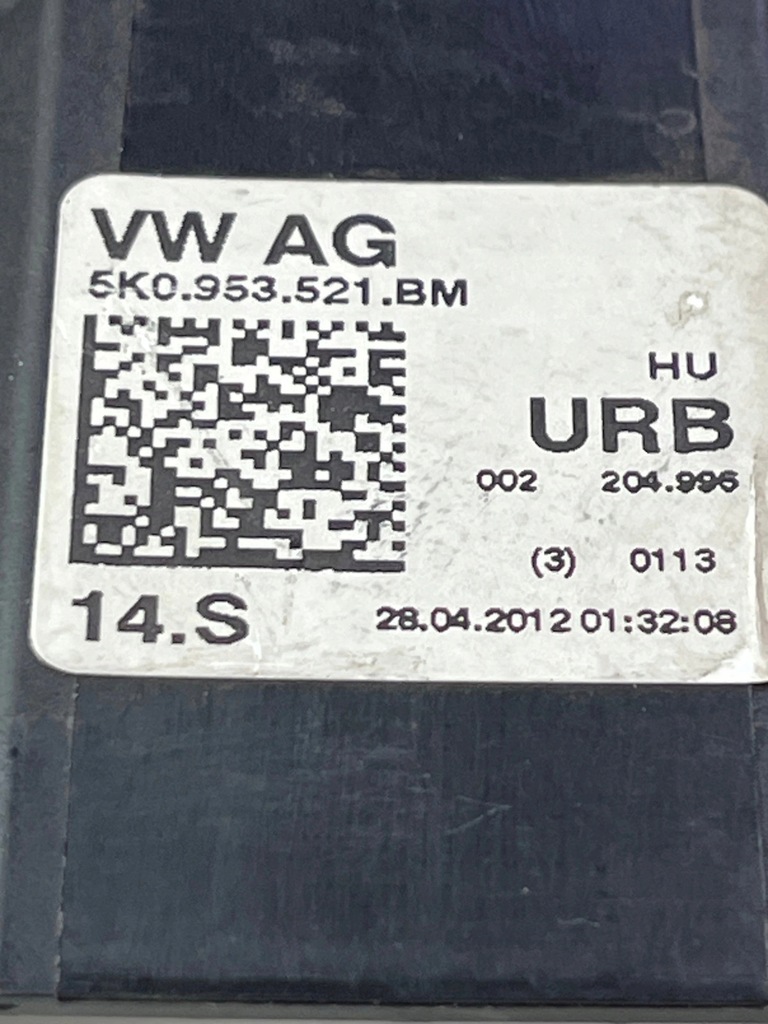 VW AG
5K0.953.521.BM
HU
URB
002 204.996
(3) 0113
14.S 28.04.2012 01:32:08